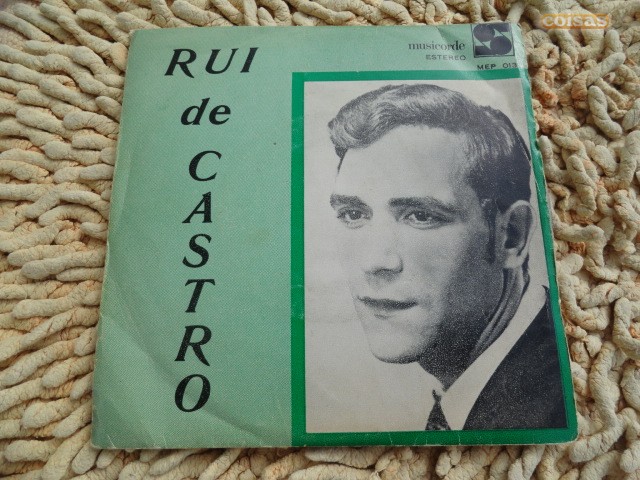 coisas
musicorde
ESTEREO
MEP 013
RUI
de
CASTRO